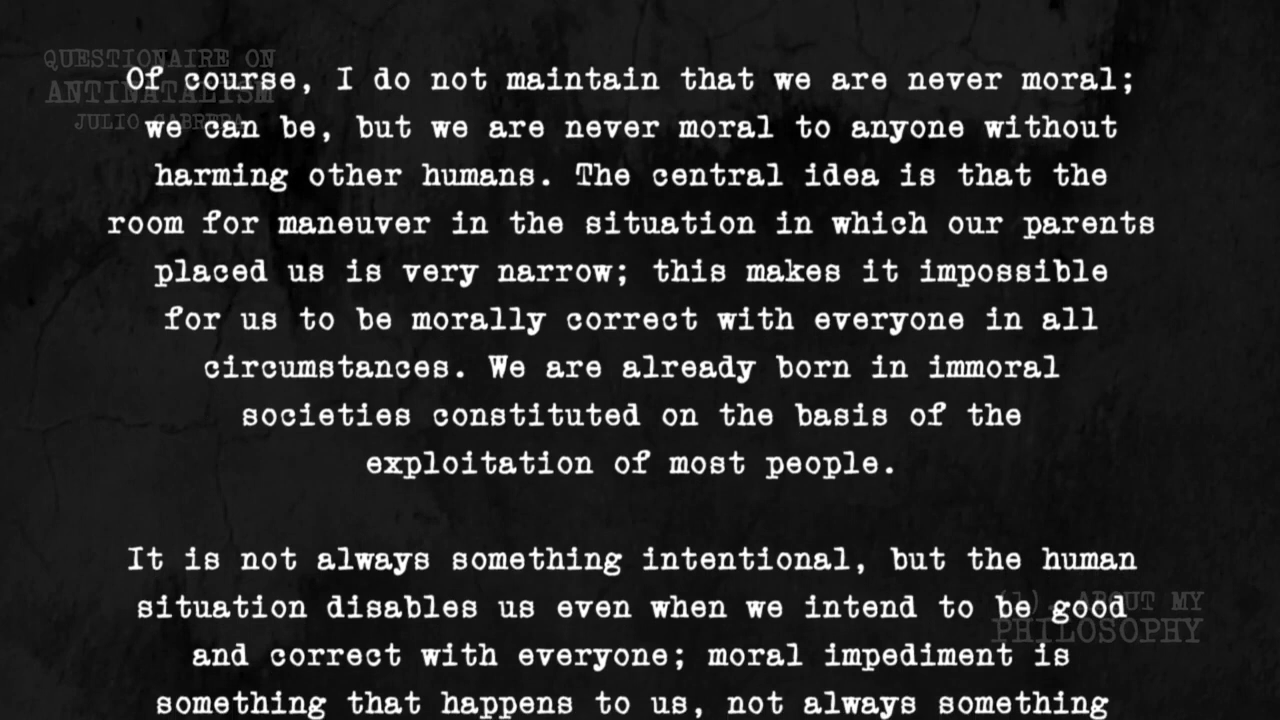 QUESTIONAIRE ON
ANTINATALISM
JULIO CABRERA
Of course, I do not maintain that we are never moral;
we can be, but we are never moral to anyone without
harming other humans. The central idea is that the
room for maneuver in the situation in which our parents
placed us is very narrow; this makes it impossible
for us to be morally correct with everyone in all
circumstances. We are already born in immoral
societies constituted on the basis of the
exploitation of most people.
It is not always something intentional, but the human
situation disables us even when we intend to be good
and correct with everyone; moral impediment is
something that happens to us, not always something
(1). ABOUT MY
PHILOSOPHY